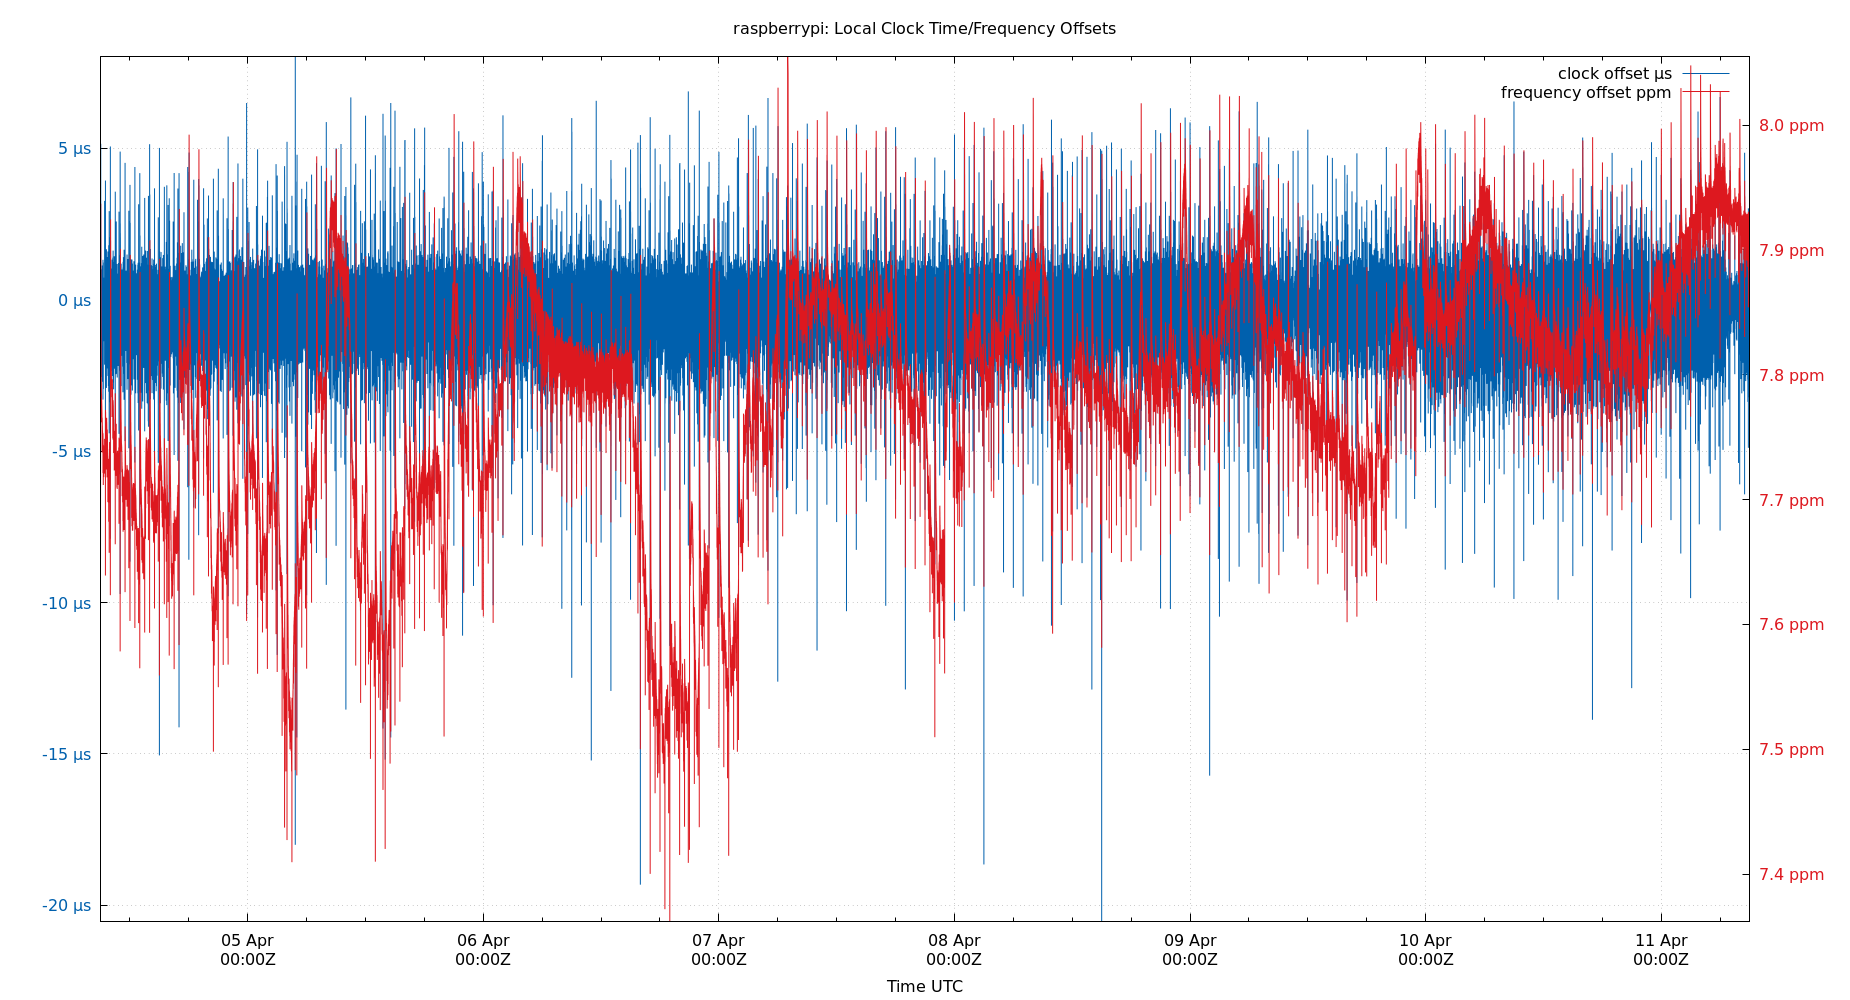 raspberrypi: Local Clock Time/Frequency Offsets
clock offset µs
frequency offset ppm
5 µs
0 µs
-5 µs
-10 µs
-15 µs
-20 µs
8.0 ppm
7.9 ppm
7.8 ppm
7.7 ppm
7.6 ppm
7.5 ppm
7.4 ppm
05 Apr
00:00Z
06 Apr
00:00Z
07 Apr
00:00Z
08 Apr
00:00Z
09 Apr
00:00Z
10 Apr
00:00Z
11 Apr
00:00Z
Time UTC